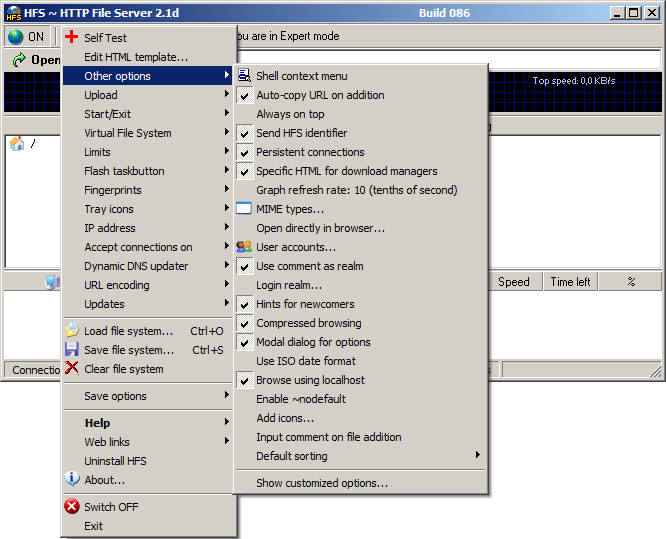 HFS ~ HTTP File Server 2.1d Build 086
ON
ou are in Expert mode
Open
Top speed: 0,0 KB/s
/
Self Test
Edit HTML template...
Other options
Upload
Start/Exit
Virtual File System
Limits
Flash taskbutton
Fingerprints
Tray icons
IP address
Accept connections on
Dynamic DNS updater
URL encoding
Updates
Load file system... Ctrl+O
Save file system... Ctrl+S
Clear file system
Save options
Help
Web links
Uninstall HFS
About...
Switch OFF
Exit
Shell context menu
Auto-copy URL on addition
Always on top
Send HFS identifier
Persistent connections
Specific HTML for download managers
Graph refresh rate: 10 (tenths of second)
MIME types...
Open directly in browser...
User accounts...
Use comment as realm
Login realm...
Hints for newcomers
Compressed browsing
Modal dialog for options
Use ISO date format
Browse using localhost
Enable ~nodefault
Add icons...
Input comment on file addition
Default sorting
Show customized options...
Speed Time left %
Connectio